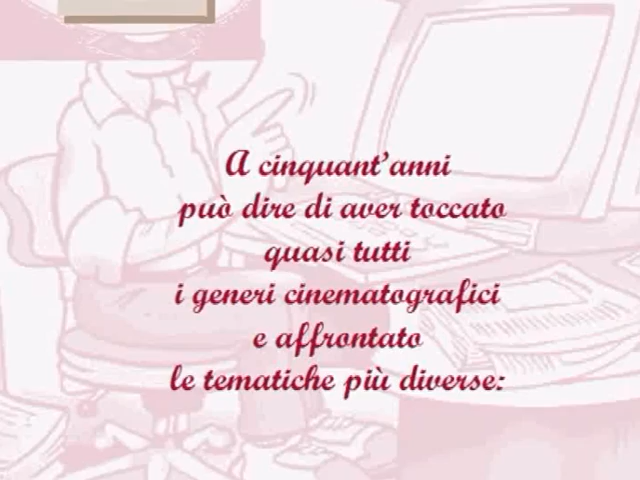 A cinquant'anni
può dire di aver toccato
quasi tutti
i generi cinematografici
e affrontato
le tematiche più diverse: